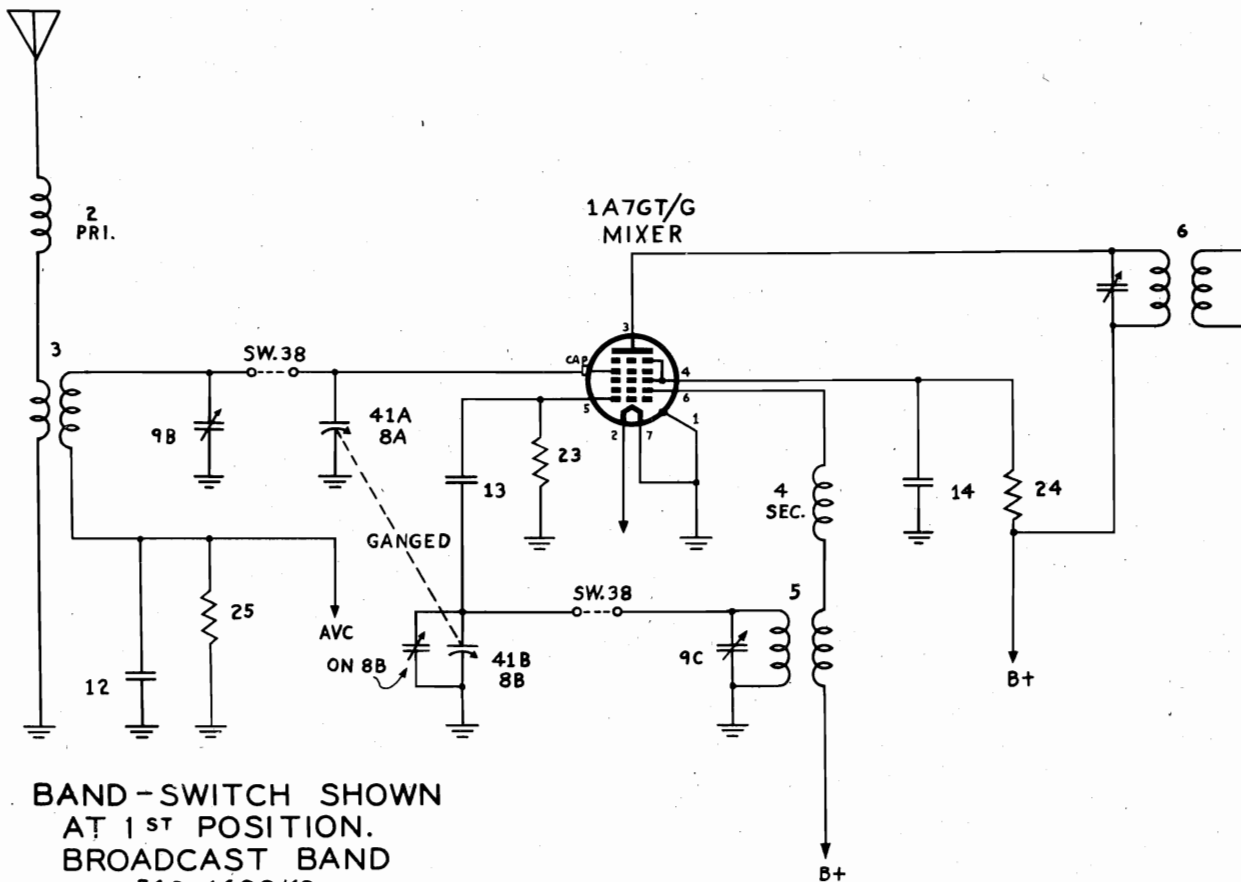 2
PRI.
1A7GT/G
MIXER
6
3
SW.38
CAP
3
4
6
5
1
2
7
9B
41A
8A
23
13
4
SEC.
14
24
GANGED
SW.38
5
25
AVC
ON 8B
41B
8B
9C
12
B+
B+
BAND-SWITCH SHOWN
AT 1ST POSITION.
BROADCAST BAND